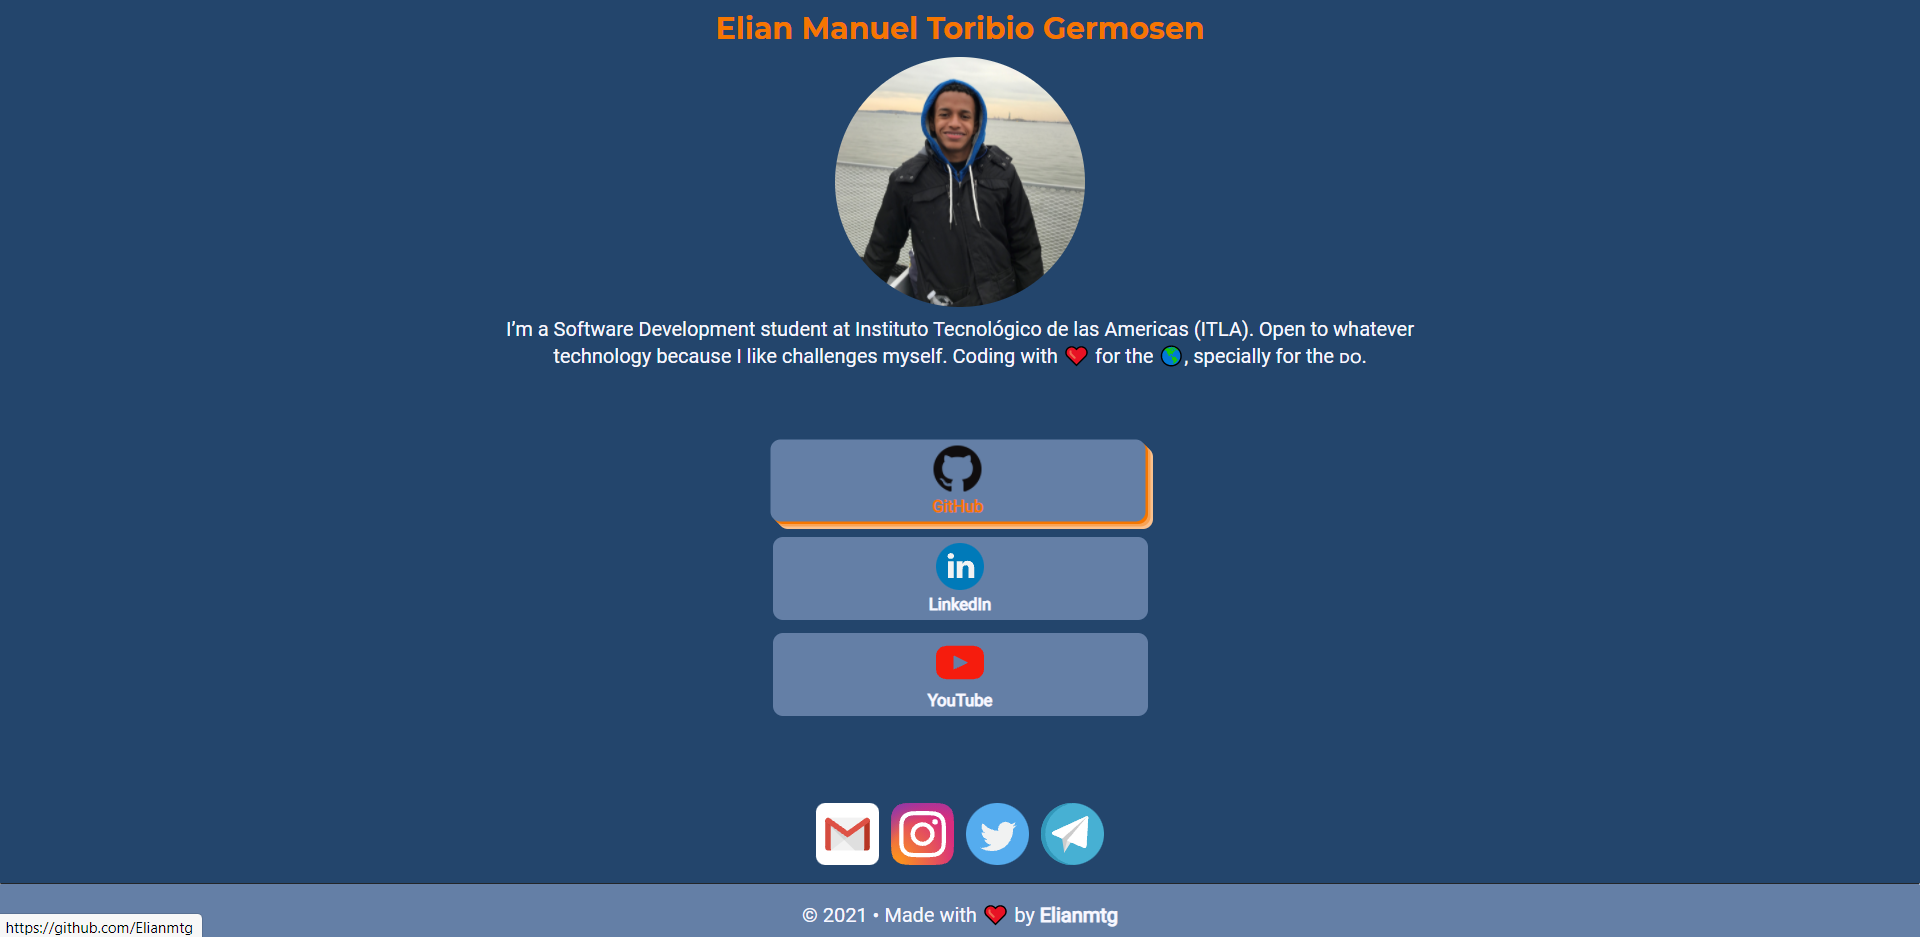 Elian Manuel Toribio Germosen
I’m a Software Development student at Instituto Tecnológico de las Americas (ITLA). Open to whatever
technology because I like challenges myself. Coding with ❤️ for the 🌎, specially for the DO.
GitHub
in
LinkedIn
YouTube
© 2021 • Made with ❤️ by Elianmtg
https://github.com/Elianmtg